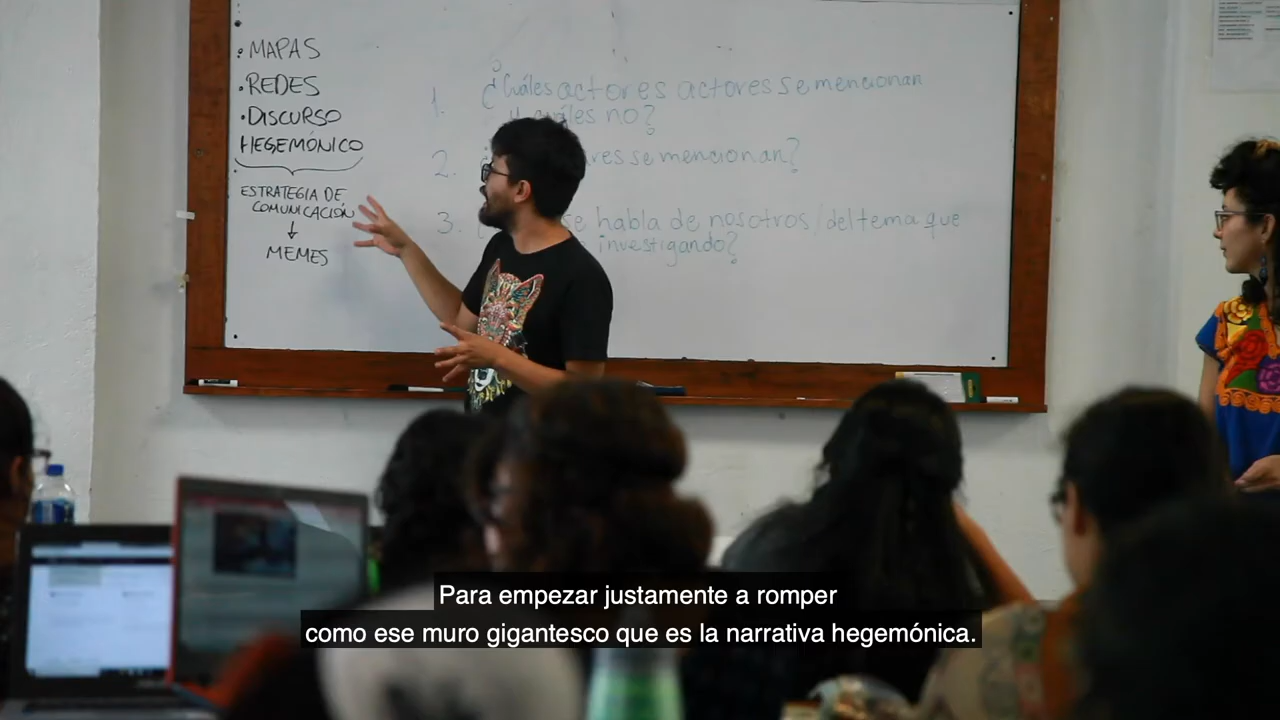 • MAPAS
• REDES
• DISCURSO
HEGEMÓNICO
ESTRATEGIA DE
COMUNICACIÓN
↓
MEMES
1. ¿Cuáles actores actores se mencionan
no?
2. se mencionan?
3. se habla de nosotros/del tema que
investigando?
Para empezar justamente a romper
como ese muro gigantesco que es la narrativa hegemónica.